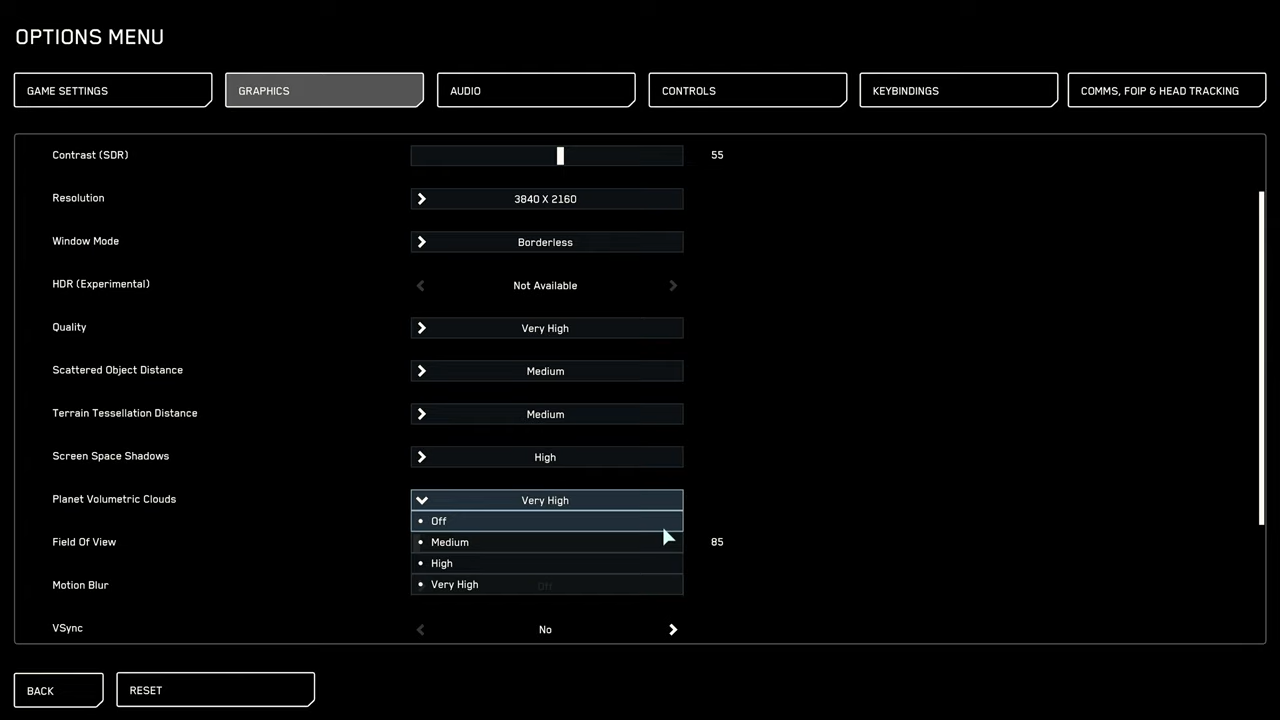 OPTIONS MENU
GAME SETTINGS
GRAPHICS
AUDIO
CONTROLS
KEYBINDINGS
COMMS, FOIP & HEAD TRACKING
Contrast (SDR) 55
Resolution 3840 X 2160
Window Mode Borderless
HDR (Experimental) Not Available
Quality Very High
Scattered Object Distance Medium
Terrain Tessellation Distance Medium
Screen Space Shadows High
Planet Volumetric Clouds Very High
Off
Field Of View Medium 85
High
Motion Blur Very High Off
VSync No
BACK
RESET